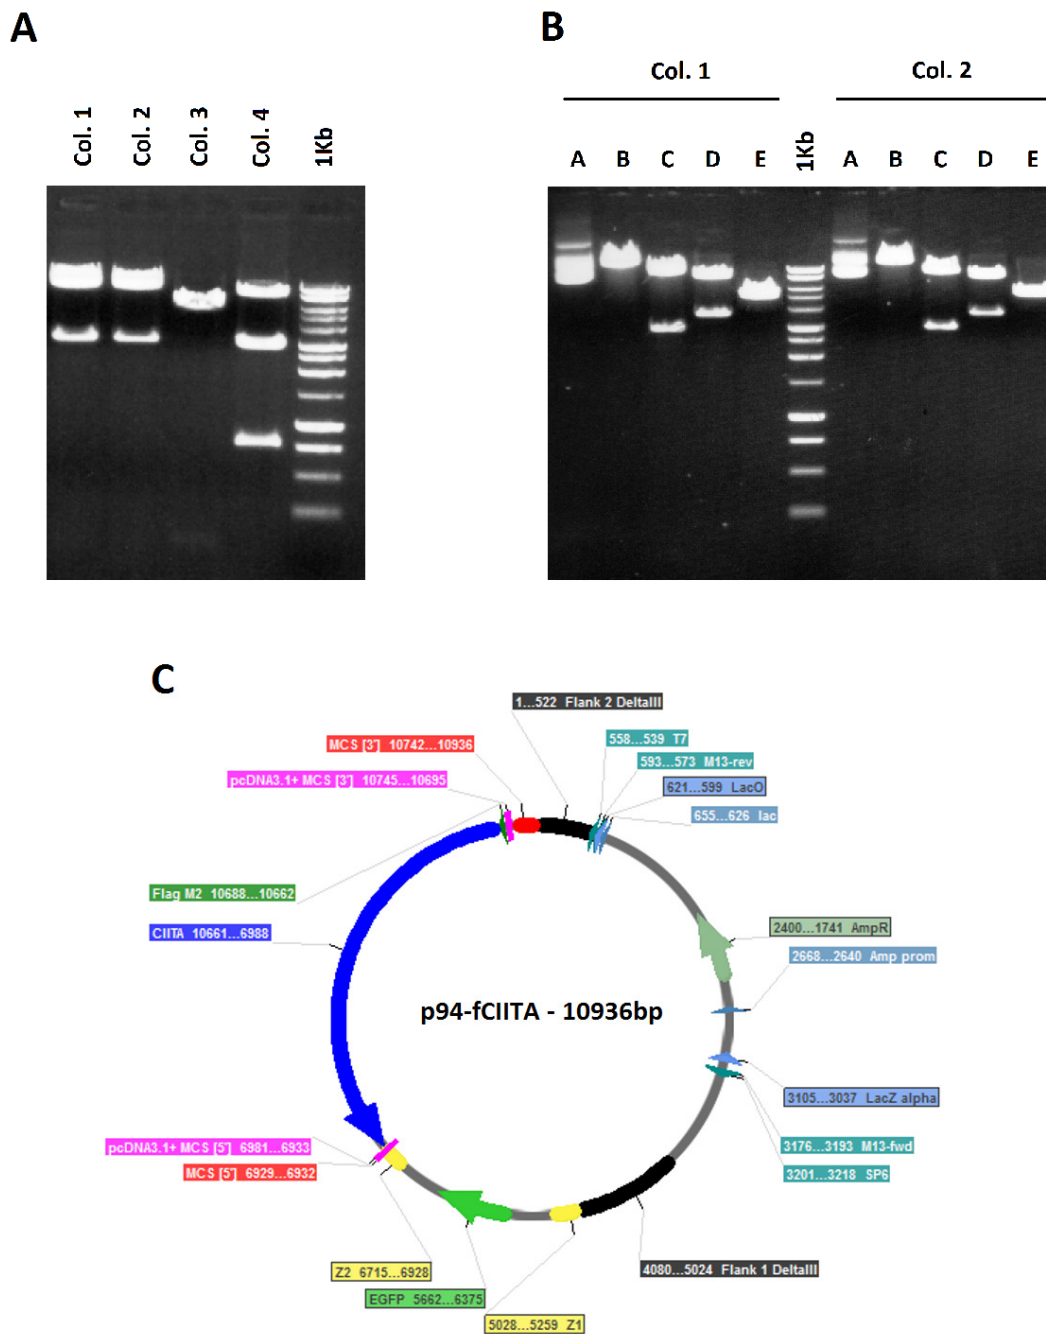 A
B
Col. 1
Col. 2
Col. 1
Col. 2
Col. 3
Col. 4
1Kb
A
B
C
D
E
1Kb
A
B
C
D
E
C
1...522 Flank 2 DeltaIII
MCS [3'] 10742...10936
558...539 T7
593...573 M13-rev
pcDNA3.1+ MCS [3'] 10745...10695
621...599 LacO
655...626 lac
Flag M2 10688...10662
2400...1741 AmpR
CIITA 10661...6988
2668...2640 Amp prom
p94-fCIITA - 10936bp
3105...3037 LacZ alpha
pcDNA3.1+ MCS [5'] 6981...6933
3176...3193 M13-fwd
MCS [5'] 6929...6932
3201...3218 SP6
Z2 6715...6928
4080...5024 Flank 1 DeltaIII
EGFP 5662...6375
5028...5259 Z1